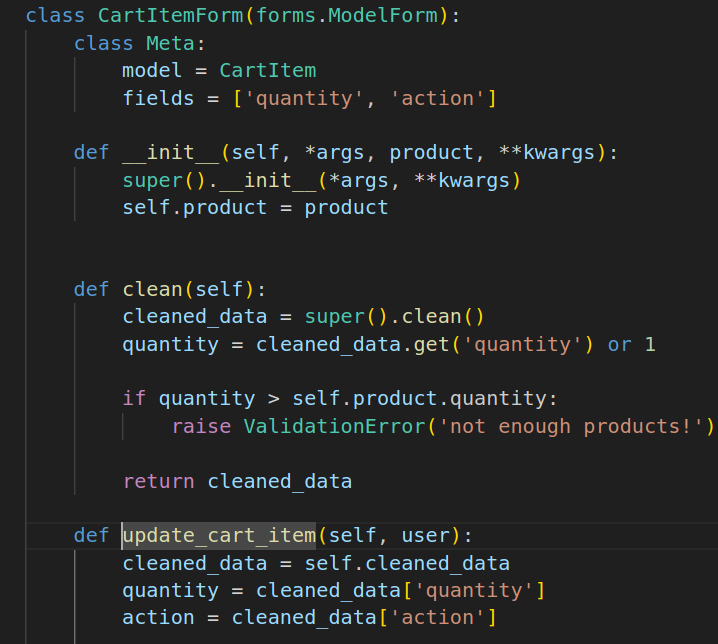 class CartItemForm(forms.ModelForm):
    class Meta:
        model = CartItem
        fields = ['quantity', 'action']
    def __init__(self, *args, product, **kwargs):
        super().__init__(*args, **kwargs)
        self.product = product
    def clean(self):
        cleaned_data = super().clean()
        quantity = cleaned_data.get('quantity') or 1
        if quantity > self.product.quantity:
            raise ValidationError('not enough products!')
        return cleaned_data
    def update_cart_item(self, user):
        cleaned_data = self.cleaned_data
        quantity = cleaned_data['quantity']
        action = cleaned_data['action']